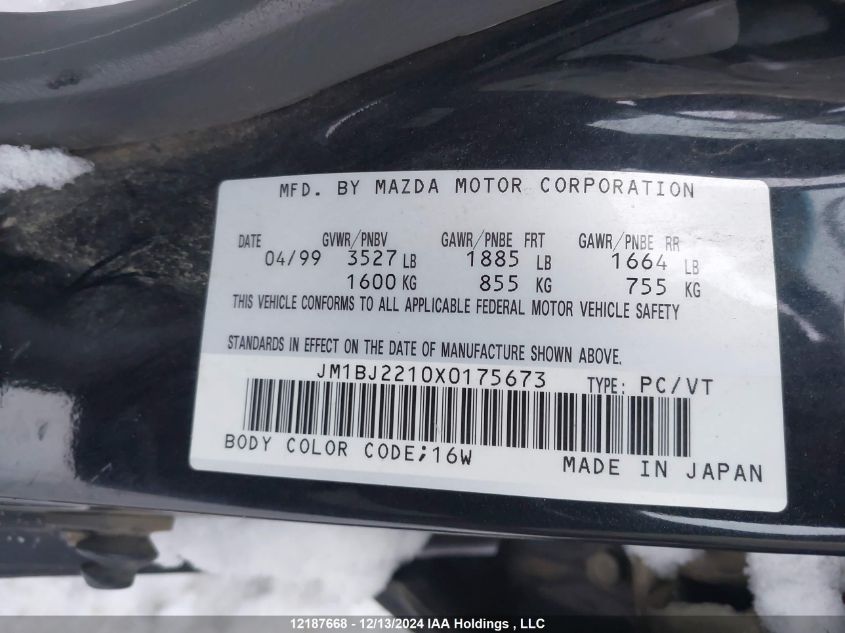 MFD. BY MAZDA MOTOR CORPORATION
DATE GVWR/PNBV GAWR/PNBE FRT GAWR/PNBE RR
04/99 3527 LB 1885 LB 1664 LB
1600 KG 855 KG 755 KG
THIS VEHICLE CONFORMS TO ALL APPLICABLE FEDERAL MOTOR VEHICLE SAFETY
STANDARDS IN EFFECT ON THE DATE OF MANUFACTURE SHOWN ABOVE.
JM1BJ2210X0175673 TYPE: PC/VT
BODY COLOR CODE;16W
MADE IN JAPAN
12187668 - 12/13/2024 IAA Holdings , LLC